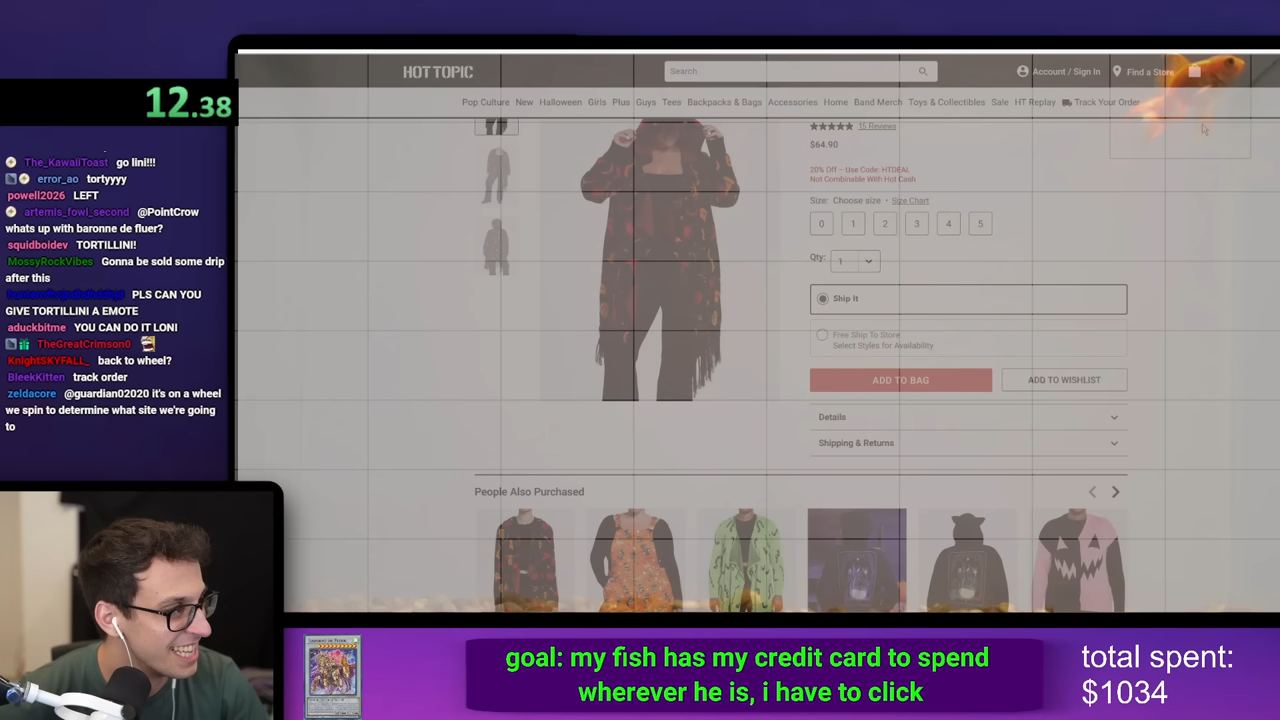 12.38
The_KawaiiToast go lini!!!
error_ao tortyyyy
powell2026 LEFT
artemis_fowl_second @PointCrow
whats up with baronne de fluer?
squidboidev TORTILLINI!
MossyRockVibes Gonna be sold some drip
after this
PLS CAN YOU
GIVE TORTILLINI A EMOTE
aduckbitme YOU CAN DO IT LONI
TheGreatCrimson0
KnightSKYFALL_ back to wheel?
BleekKitten track order
zeldacore @guardian02020 it's on a wheel
we spin to determine what site we're going
to
HOT TOPIC
Search
Account / Sign In
Find a Store
Pop Culture New Halloween Girls Plus Guys Tees Backpacks & Bags Accessories Home Band Merch Toys & Collectibles Sale HT Replay Track Your Order
15 Reviews
$64.90
20% Off – Use Code: HTDEAL
Not Combinable With Hot Cash
Size: Choose size • Size Chart
0 1 2 3 4 5
Qty: 1
Ship It
Free Ship To Store
Select Styles for Availability
ADD TO BAG
ADD TO WISHLIST
Details
Shipping & Returns
People Also Purchased
goal: my fish has my credit card to spend
wherever he is, i have to click
total spent:
$1034